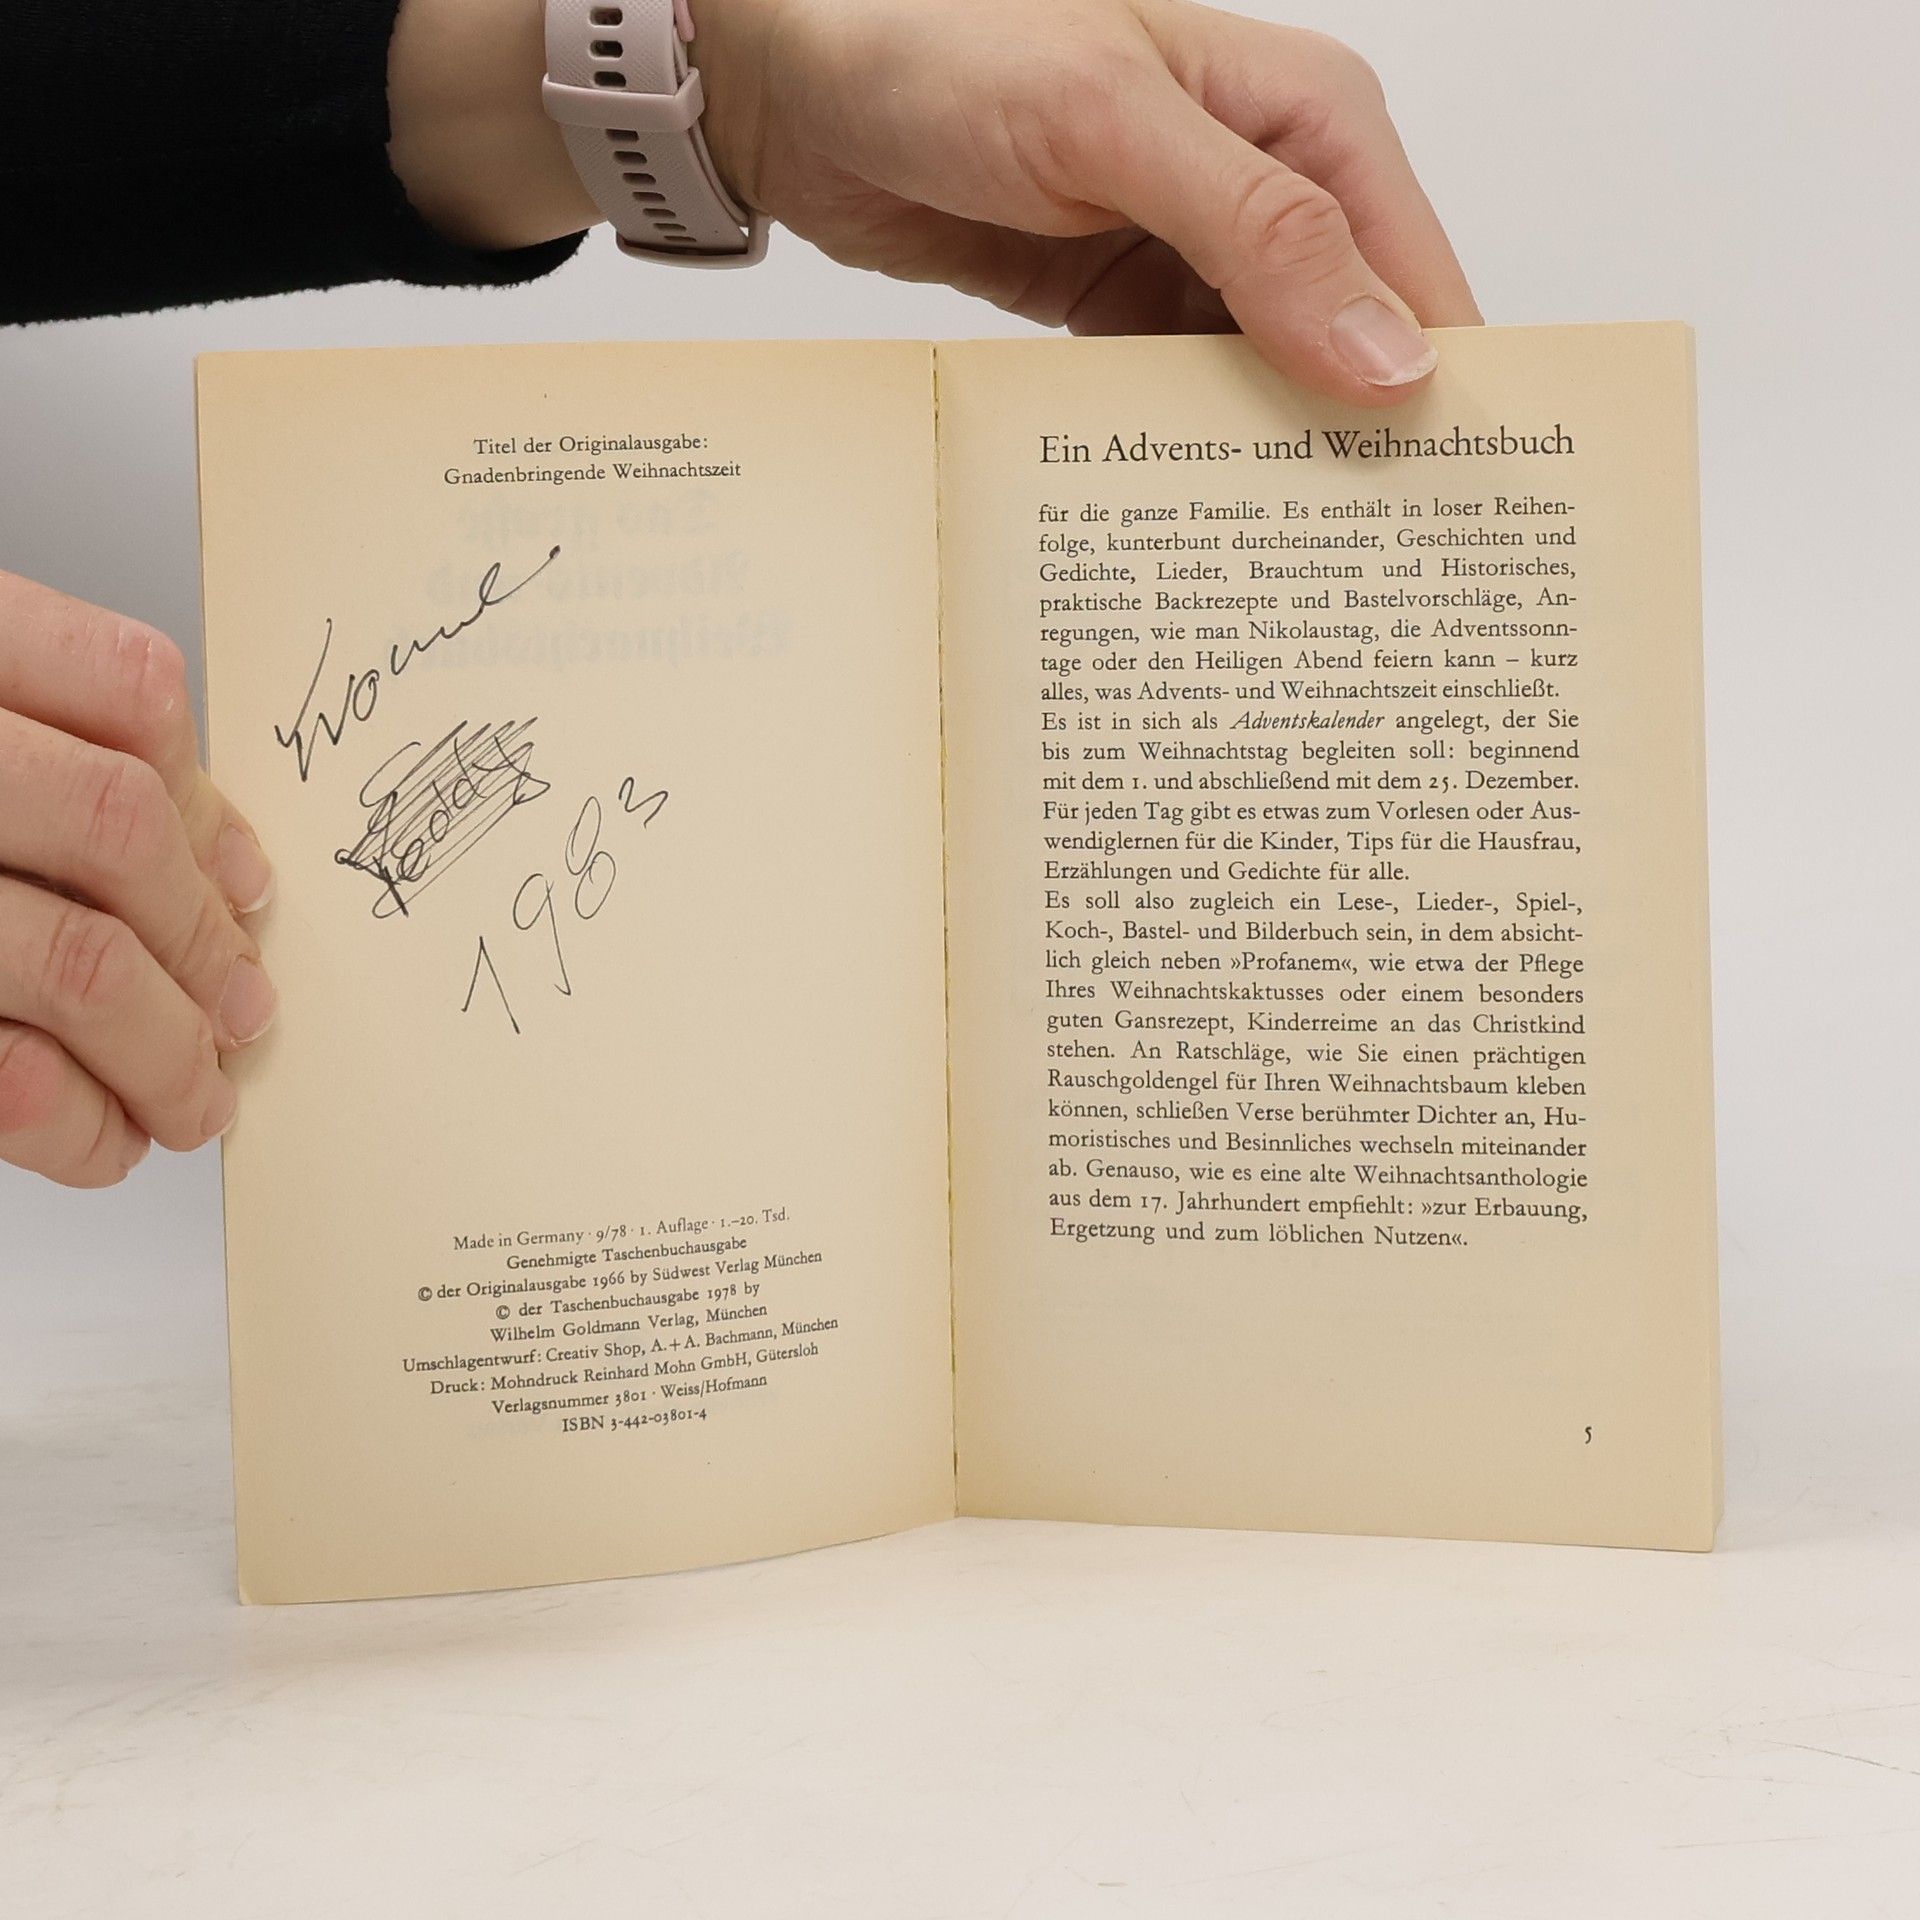 Titel der Originalausgabe:
Gnadenbringende Weihnachtszeit
Teddy
1983
Made in Germany · 9/78 · 1. Auflage · 1.–20. Tsd.
Genehmigte Taschenbuchausgabe
© der Originalausgabe 1966 by Südwest Verlag München
© der Taschenbuchausgabe 1978 by
Wilhelm Goldmann Verlag, München
Umschlagentwurf: Creativ Shop, A.+A. Bachmann, München
Druck: Mohndruck Reinhard Mohn GmbH, Gütersloh
Verlagsnummer 3801 · Weiss/Hofmann
ISBN 3-442-03801-4
Ein Advents- und Weihnachtsbuch
für die ganze Familie. Es enthält in loser Reihen-
folge, kunterbunt durcheinander, Geschichten und
Gedichte, Lieder, Brauchtum und Historisches,
praktische Backrezepte und Bastelvorschläge, An-
regungen, wie man Nikolaustag, die Adventssonn-
tage oder den Heiligen Abend feiern kann – kurz
alles, was Advents- und Weihnachtszeit einschließt.
Es ist in sich als Adventskalender angelegt, der Sie
bis zum Weihnachtstag begleiten soll: beginnend
mit dem 1. und abschließend mit dem 25. Dezember.
Für jeden Tag gibt es etwas zum Vorlesen oder Aus-
wendiglernen für die Kinder, Tips für die Hausfrau,
Erzählungen und Gedichte für alle.
Es soll also zugleich ein Lese-, Lieder-, Spiel-,
Koch-, Bastel- und Bilderbuch sein, in dem absicht-
lich gleich neben »Profanem«, wie etwa der Pflege
Ihres Weihnachtskaktusses oder einem besonders
guten Gansrezept, Kinderreime an das Christkind
stehen. An Ratschläge, wie Sie einen prächtigen
Rauschgoldengel für Ihren Weihnachtsbaum kleben
können, schließen Verse berühmter Dichter an, Hu-
moristisches und Besinnliches wechseln miteinander
ab. Genauso, wie es eine alte Weihnachtsanthologie
aus dem 17. Jahrhundert empfiehlt: »zur Erbauung,
Ergetzung und zum löblichen Nutzen«.
5